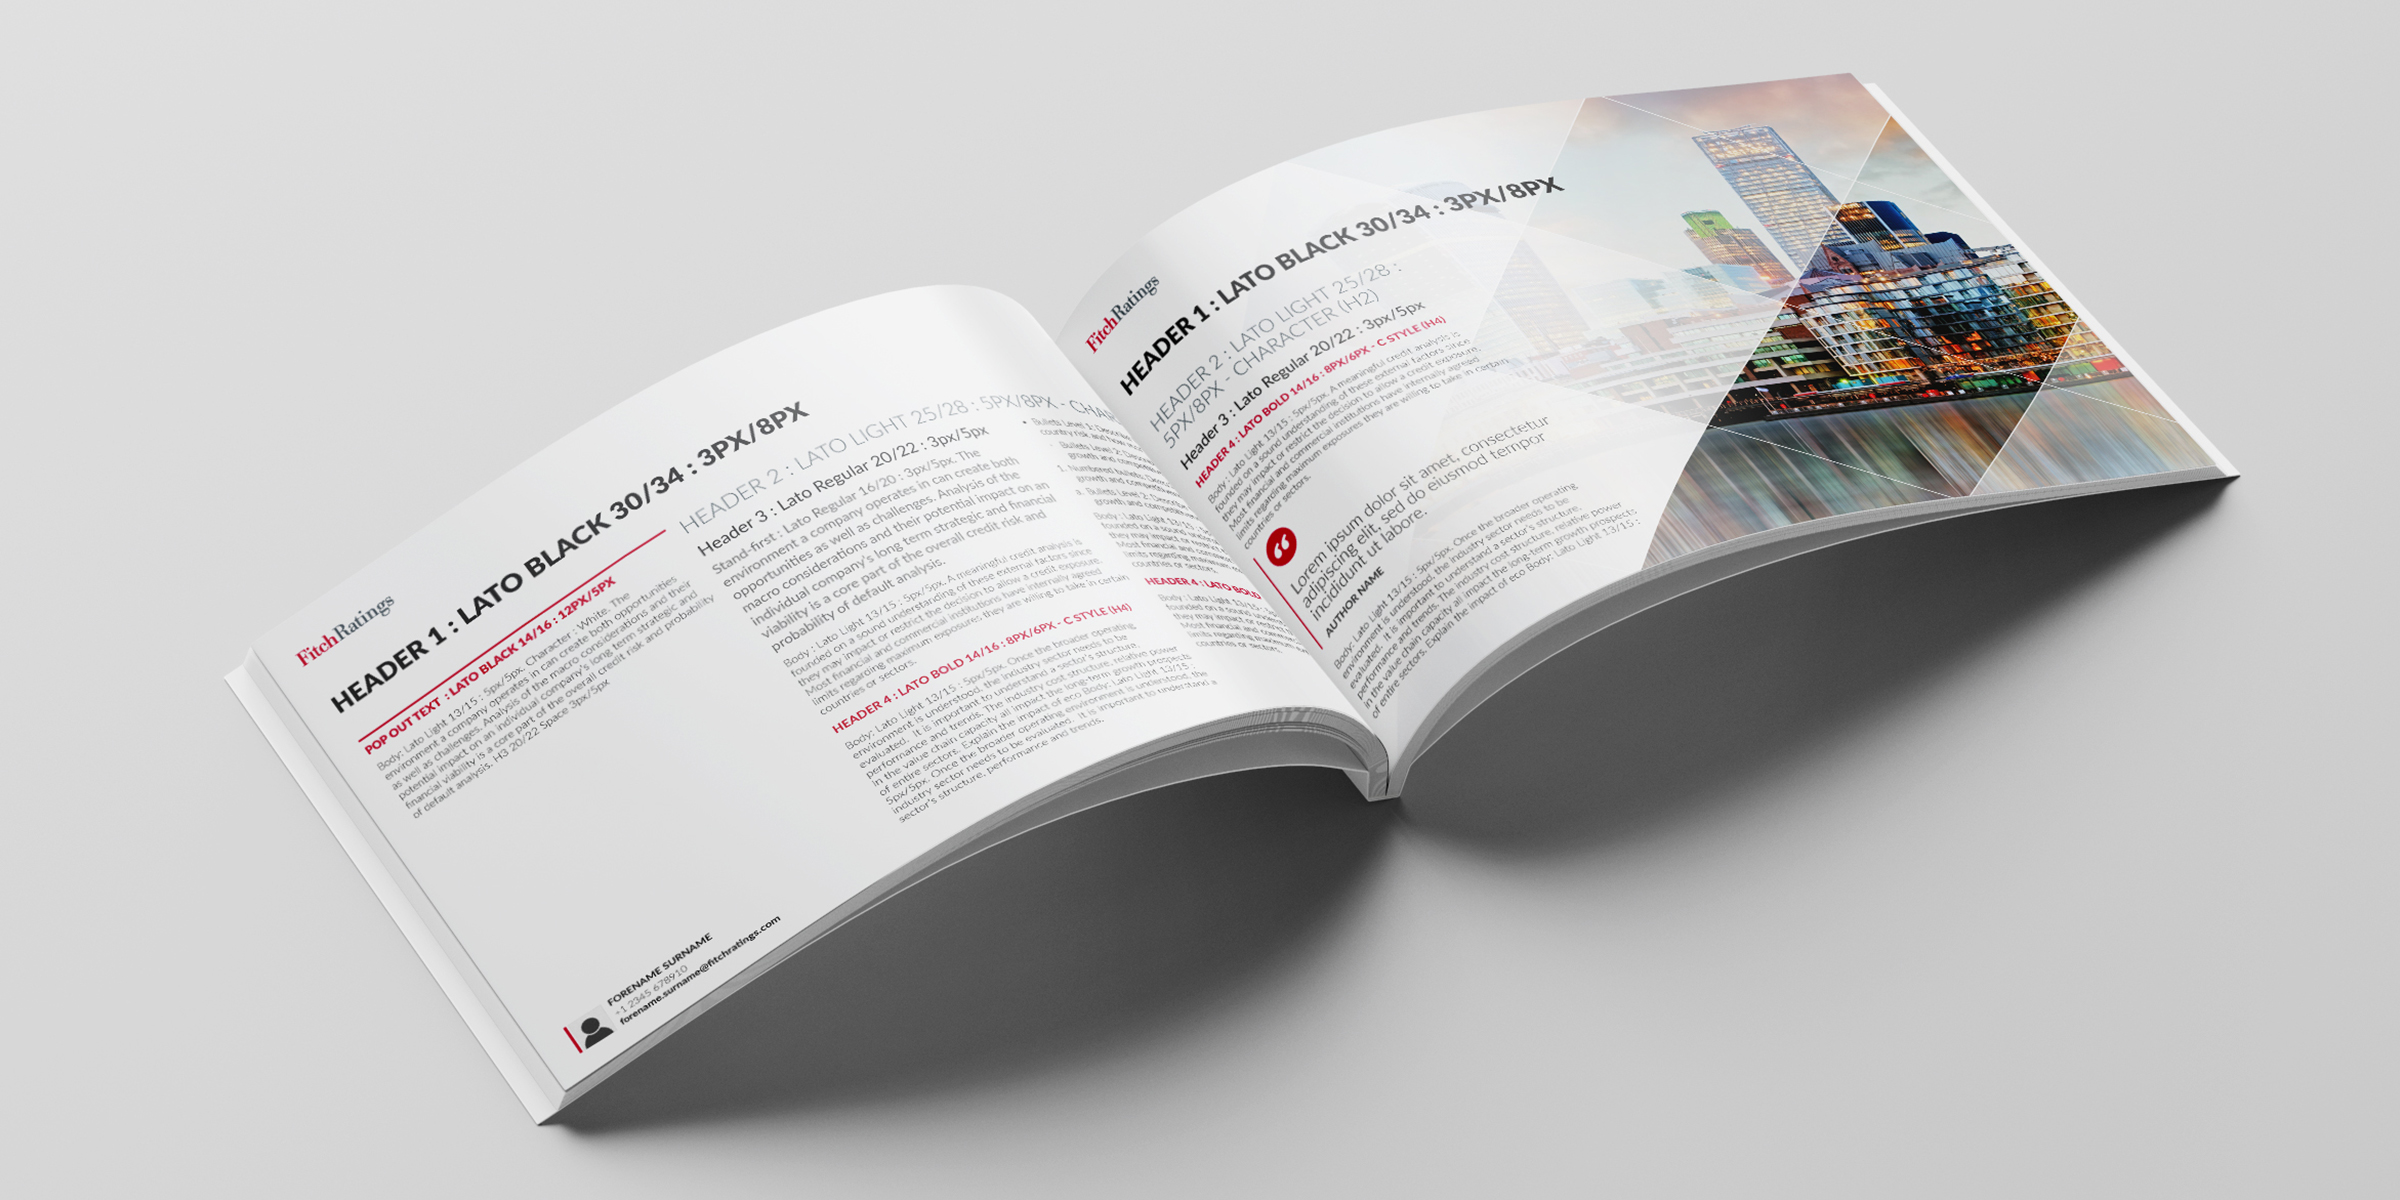 FitchRatings
HEADER 1 : LATO BLACK 30/34 : 3PX/8PX
POP OUT TEXT : LATO BLACK 14/16 : 12PX/5PX
Body: Lato Light 13/15 : 5px/5px. Character : White. The
environment a company operates in can create both opportunities
as well as challenges. Analysis of the macro considerations and their
potential impact on an individual company's long term strategic and
financial viability is a core part of the overall credit risk and probability
of default analysis. H3 20/22 Space 3px/5px
FORENAME SURNAME
+1 2345 678910
forename.surname@fitchratings.com
HEADER 2 : LATO LIGHT 25/28 : 5PX/8PX - CHAR
Header 3 : Lato Regular 20/22 : 3px/5px
Stand-first : Lato Regular 16/20 : 3px/5px. The
environment a company operates in can create both
opportunities as well as challenges. Analysis of the
macro considerations and their potential impact on an
individual company's long term strategic and financial
viability is a core part of the overall credit risk and
probability of default analysis.
Body : Lato Light 13/15 : 5px/5px. A meaningful credit analysis is
founded on a sound understanding of these external factors since
they may impact or restrict the decision to allow a credit exposure.
Most financial and commercial institutions have internally agreed
limits regarding maximum exposures they are willing to take in certain
countries or sectors.
HEADER 4 : LATO BOLD 14/16 : 8PX/6PX - C STYLE (H4)
Body: Lato Light 13/15 : 5px/5px. Once the broader operating
environment is understood, the industry sector needs to be
evaluated. It is important to understand a sector's structure,
performance and trends. The industry cost structure, relative power
in the value chain capacity all impact the long-term growth prospects
of entire sectors. Explain the impact of eco Body: Lato Light 13/15 :
5px/5px. Once the broader operating environment is understood, the
industry sector needs to be evaluated. It is important to understand a
sector's structure, performance and trends.
• Bullets Level 1:
country risk and how
Bullets Level 2:
growth and
1. Numbered bullets:
growth and
a. Bullets Level 2:
growth and
Body : Lato Light 13/15 :
founded on a sound
they may impact or restrict
Most financial and
limits regarding maximum
countries or sectors.
HEADER 4 : LATO BOLD
Body : Lato Light 13/15 :
founded on a sound
they may impact or restrict
Most financial and
limits regarding maximum
countries or sectors.
FitchRatings
HEADER 1 : LATO BLACK 30/34 : 3PX/8PX
HEADER 2 : LATO LIGHT 25/28 :
5PX/8PX - CHARACTER (H2)
Header 3 : Lato Regular 20/22 : 3px/5px
HEADER 4 : LATO BOLD 14/16 : 8PX/6PX - C STYLE (H4)
Body : Lato Light 13/15 : 5px/5px. A meaningful credit analysis is
founded on a sound understanding of these external factors since
they may impact or restrict the decision to allow a credit exposure.
Most financial and commercial institutions have internally agreed
limits regarding maximum exposures they are willing to take in certain
countries or sectors.
“
Lorem ipsum dolor sit amet, consectetur
adipiscing elit, sed do eiusmod tempor
incididunt ut labore.
AUTHOR NAME
Body: Lato Light 13/15 : 5px/5px. Once the broader operating
environment is understood, the industry sector needs to be
evaluated. It is important to understand a sector's structure,
performance and trends. The industry cost structure, relative power
in the value chain capacity all impact the long-term growth prospects
of entire sectors. Explain the impact of eco Body: Lato Light 13/15 :